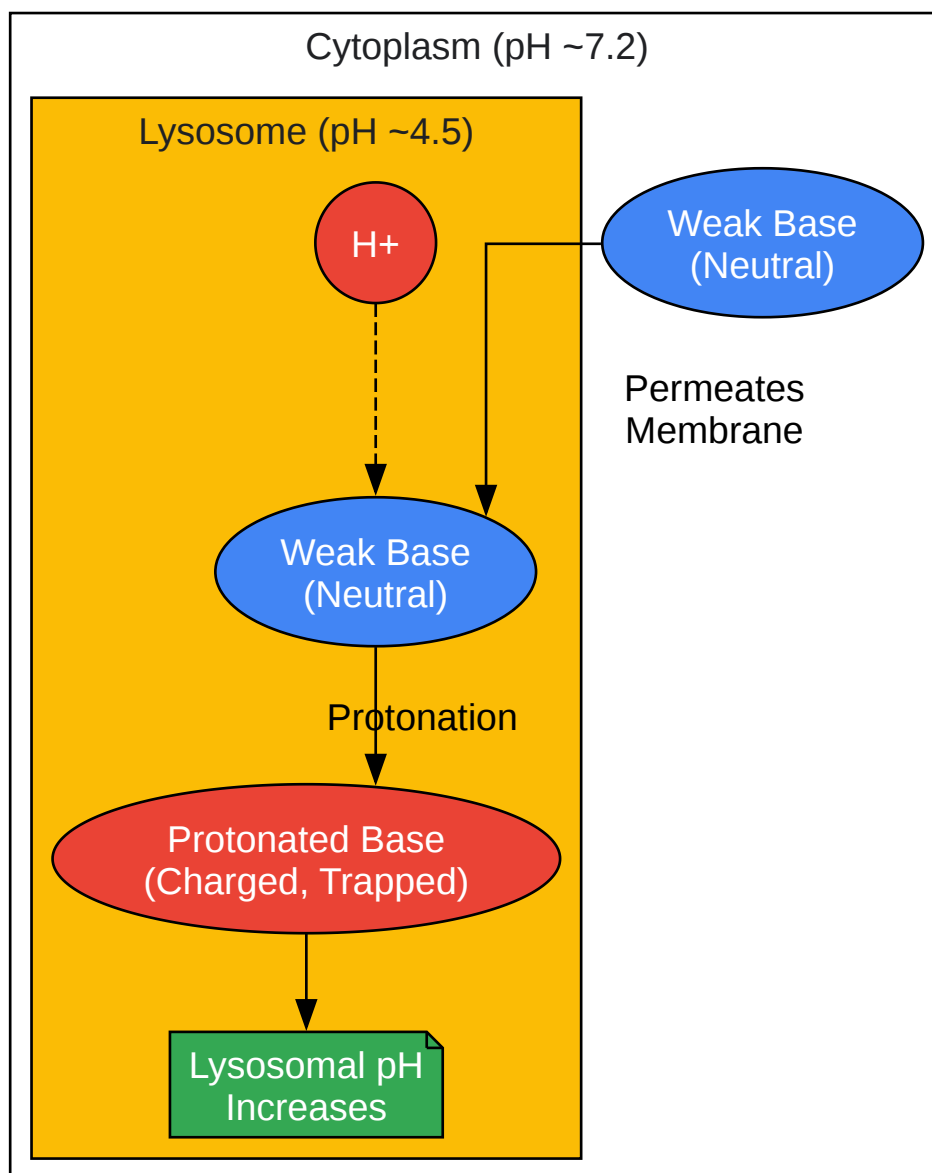 Cytoplasm (pH ~7.2)
Lysosome (pH ~4.5)
H+
Weak Base
(Neutral)
Permeates
Membrane
Weak Base
(Neutral)
Protonation
Protonated Base
(Charged, Trapped)
Lysosomal pH
Increases